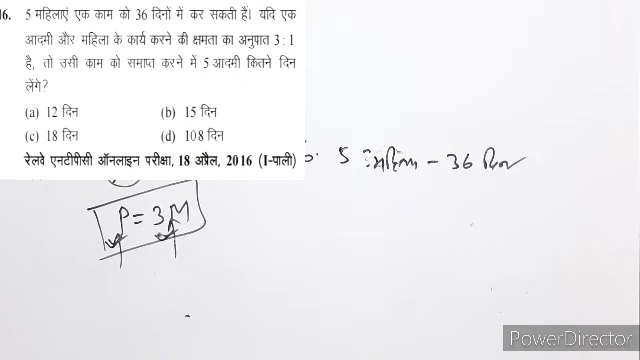 16. 5 महिलाएं एक काम को 36 दिनों में कर सकती हैं। यदि एक
आदमी और महिला के कार्य करने की क्षमता का अनुपात 3 : 1
है, तो उसी काम को समाप्त करने में 5 आदमी कितने दिन
लेंगे?
(a) 12 दिन (b) 15 दिन
(c) 18 दिन (d) 108 दिन
रेलवे एनटीपीसी ऑनलाइन परीक्षा, 18 अप्रैल, 2016 (I-पाली)
5 महिला - 36 दिन
P = 3M
PowerDirector